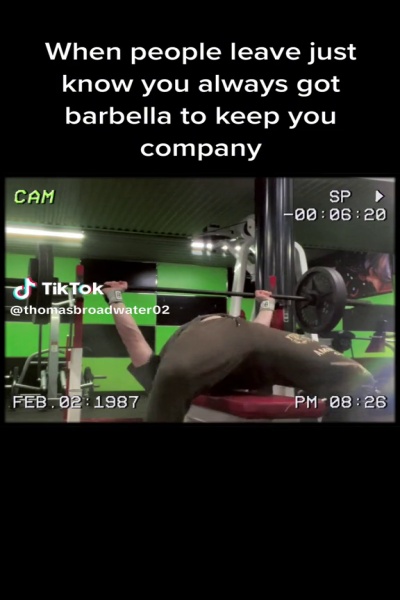 When people leave just
know you always got
barbella to keep you
company
CAM
SP
-00:06:20
TikTok
@thomasbroadwater02
FEB.02:1987
PM 08:26